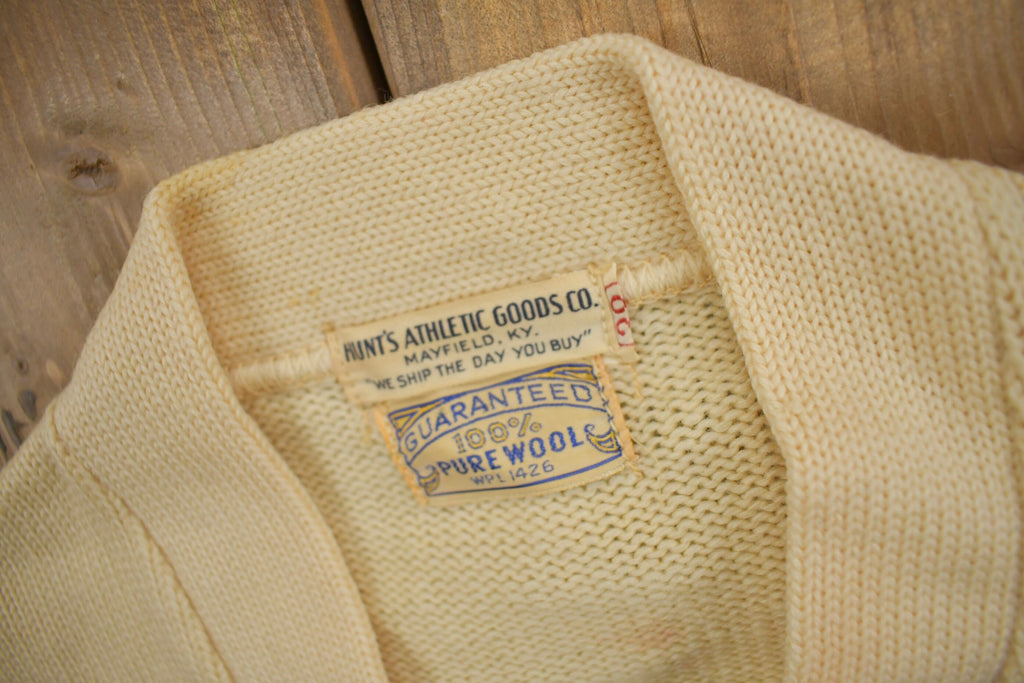 HUNT'S ATHLETIC GOODS CO.
MAYFIELD, KY.
"WE SHIP THE DAY YOU BUY"
GUARANTEED
100%
PURE WOOL
WPL 1426